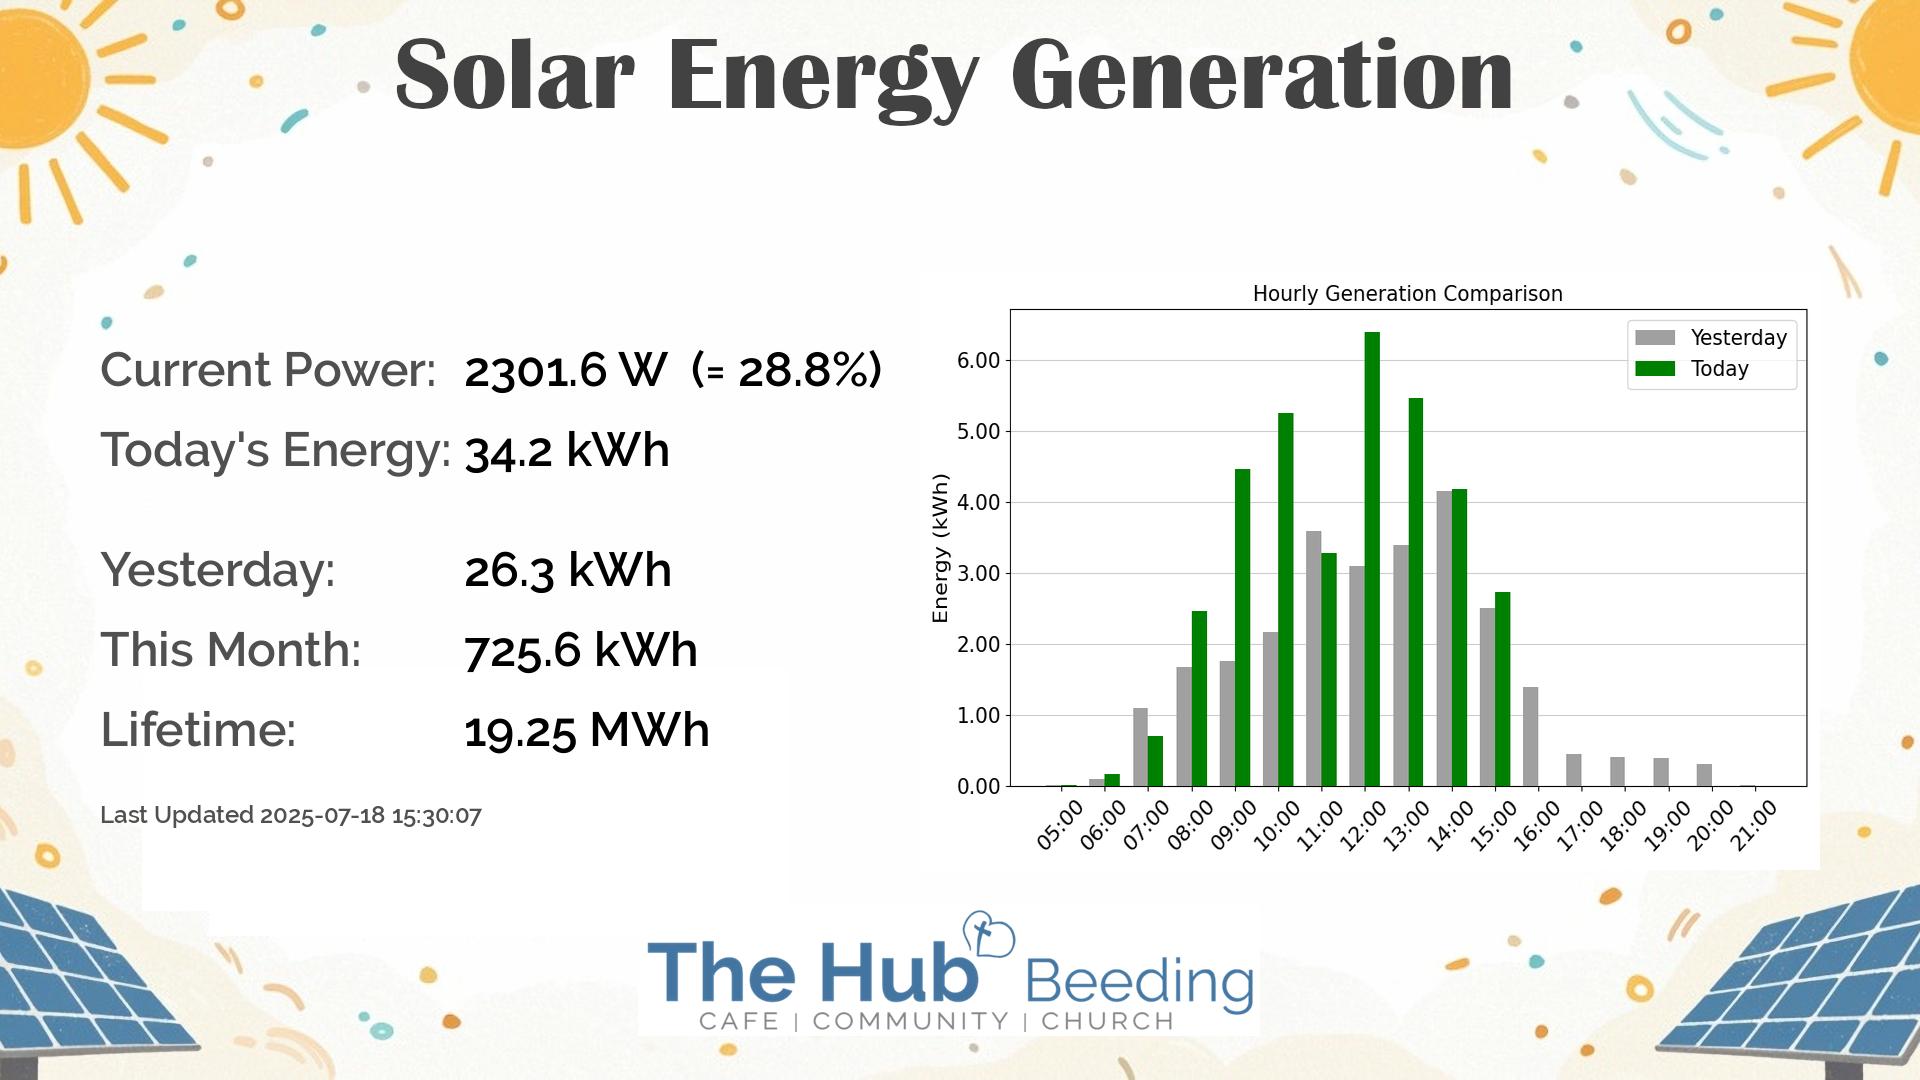 Solar Energy Generation
Current Power: 2301.6 W (= 28.8%)
Today's Energy: 34.2 kWh
Yesterday: 26.3 kWh
This Month: 725.6 kWh
Lifetime: 19.25 MWh
Last Updated 2025-07-18 15:30:07
Hourly Generation Comparison
Yesterday
Today
Energy (kWh)
6.00
5.00
4.00
3.00
2.00
1.00
0.00
05:00 06:00 07:00 08:00 09:00 10:00 11:00 12:00 13:00 14:00 15:00 16:00 17:00 18:00 19:00 20:00 21:00
The Hub Beeding
CAFE | COMMUNITY | CHURCH